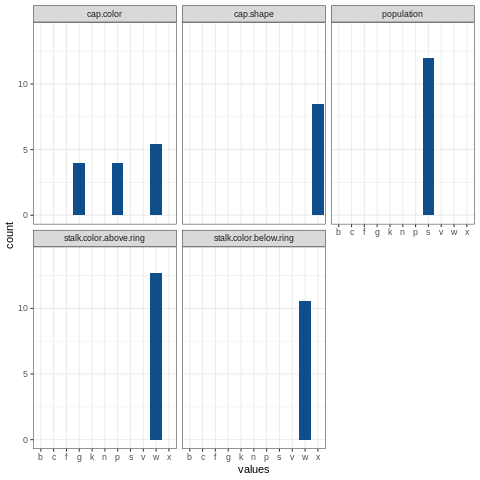 cap.color cap.shape population
10
5
0
b c f g k n p s v w x
stalk.color.above.ring stalk.color.below.ring
10
5
0
b c f g k n p s v w x b c f g k n p s v w x
values
count